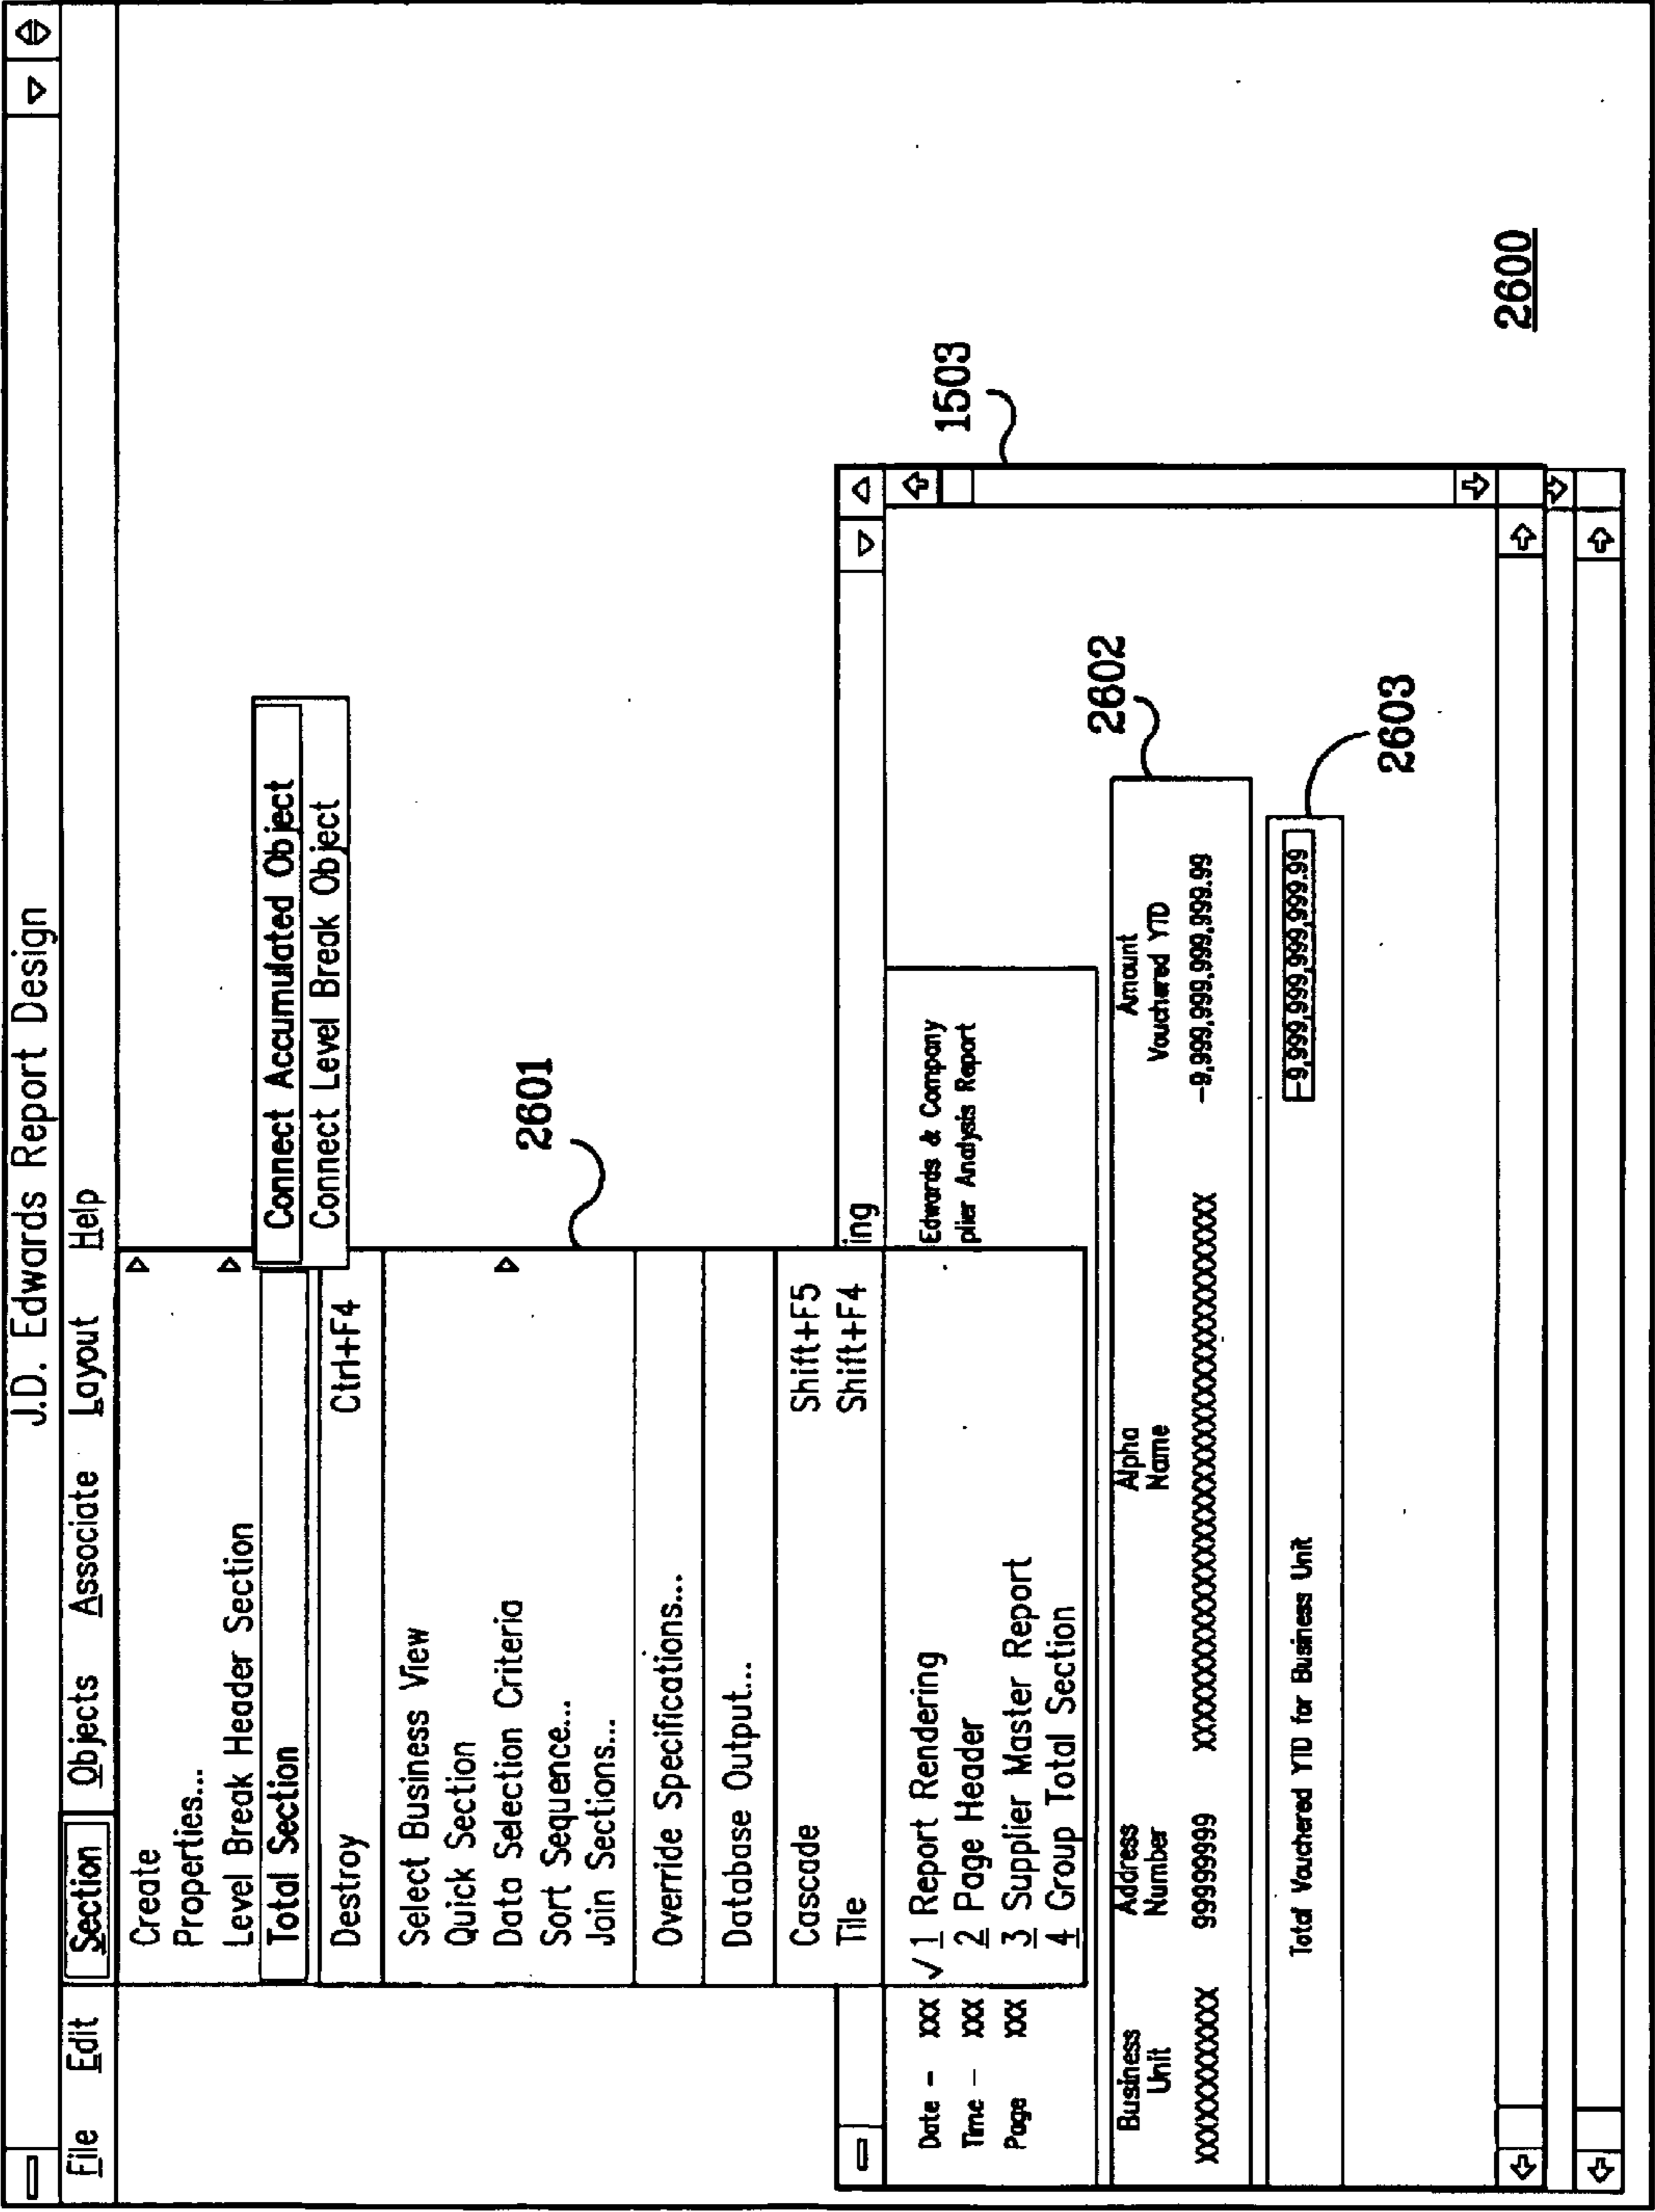 J.D. Edwards Report Design
File Edit Section Objects Associate Layout Help
Create
Properties...
Level Break Header Section
Total Section
Connect Accumulated Object
Connect Level Break Object
Destroy Ctrl+F4
Select Business View
Quick Section
Data Selection Criteria
Sort Sequence...
Join Sections...
2601
Override Specifications...
Database Output...
Cascade Shift+F5
Tile Shift+F4
ing
Date - XXX √ 1 Report Rendering
Edwards & Company
1503
Time - XXX 2 Page Header
plier Analysis Report
Page XXX 3 Supplier Master Report
4 Group Total Section
2602
Business Address Alpha Amount
Unit Number Name Vouchered YTD
XXXXXXXXXXXX 99999999 XXXXXXXXXXXXXXXXXXXXXXXXXXXXXXXXXXXXXXXX -9,999,999,999,999.99
Total Vouchered YTD for Business Unit -9,999,999,999,999.99
2603
2600